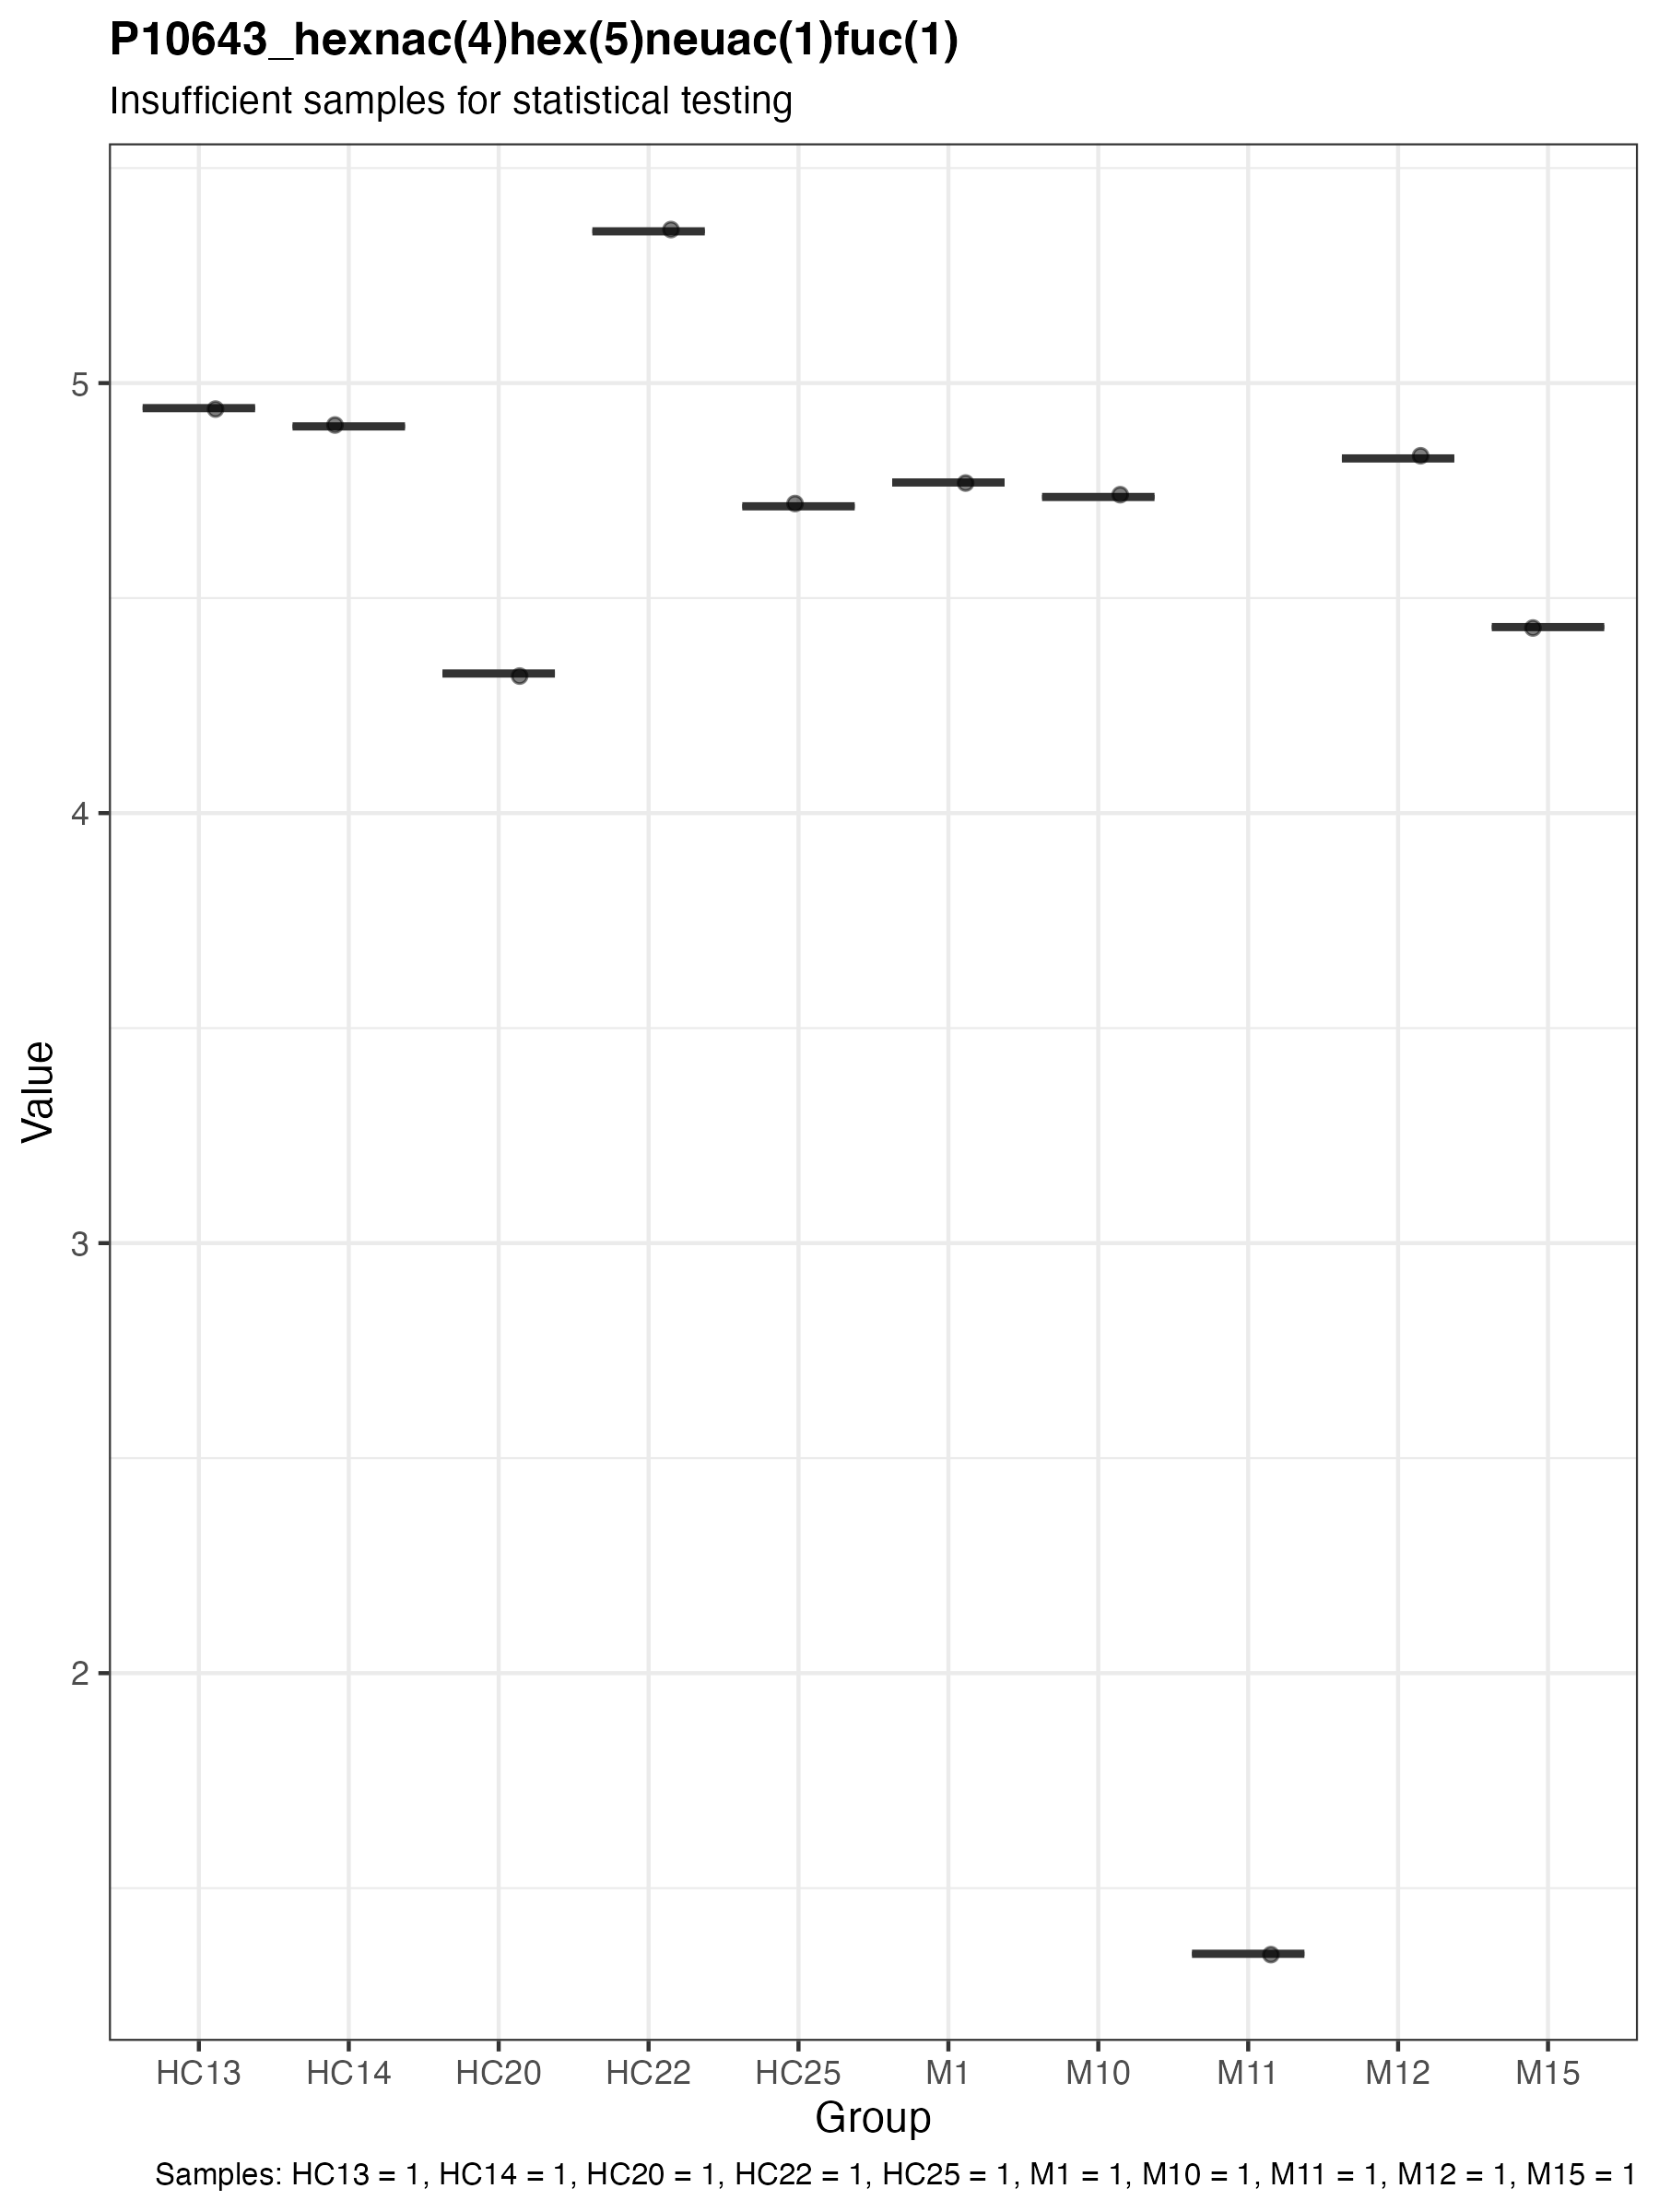 P10643_hexnac(4)hex(5)neuac(1)fuc(1)
Insufficient samples for statistical testing
5
4
3
2
Value
HC13 HC14 HC20 HC22 HC25 M1 M10 M11 M12 M15
Group
Samples: HC13 = 1, HC14 = 1, HC20 = 1, HC22 = 1, HC25 = 1, M1 = 1, M10 = 1, M11 = 1, M12 = 1, M15 = 1